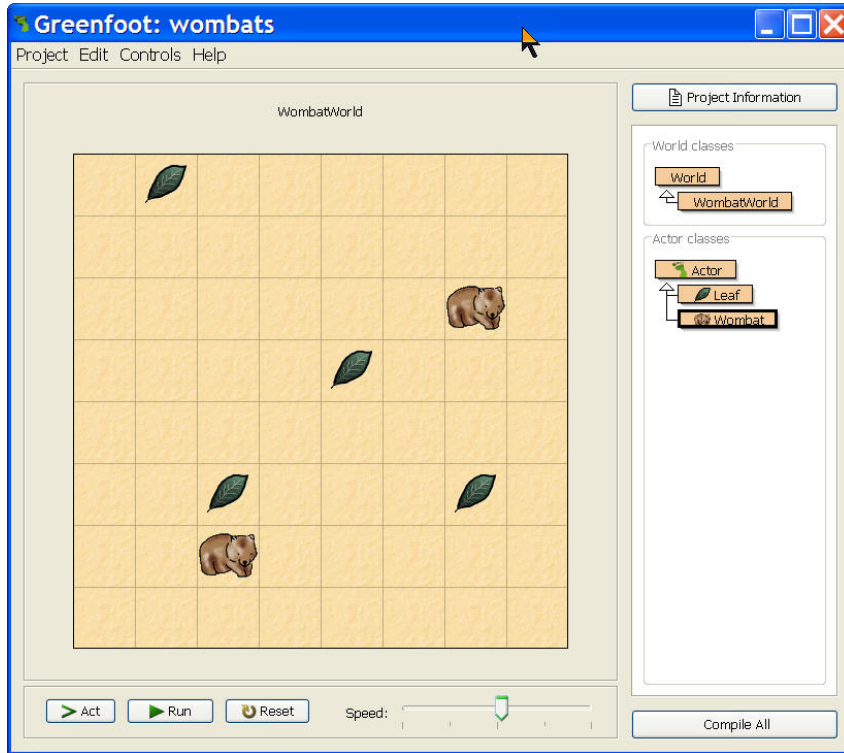 Greenfoot: wombats
Project Edit Controls Help
WombatWorld
Project Information
World classes
World
WombatWorld
Actor classes
Actor
Leaf
Wombat
Act Run Reset Speed:
Compile All